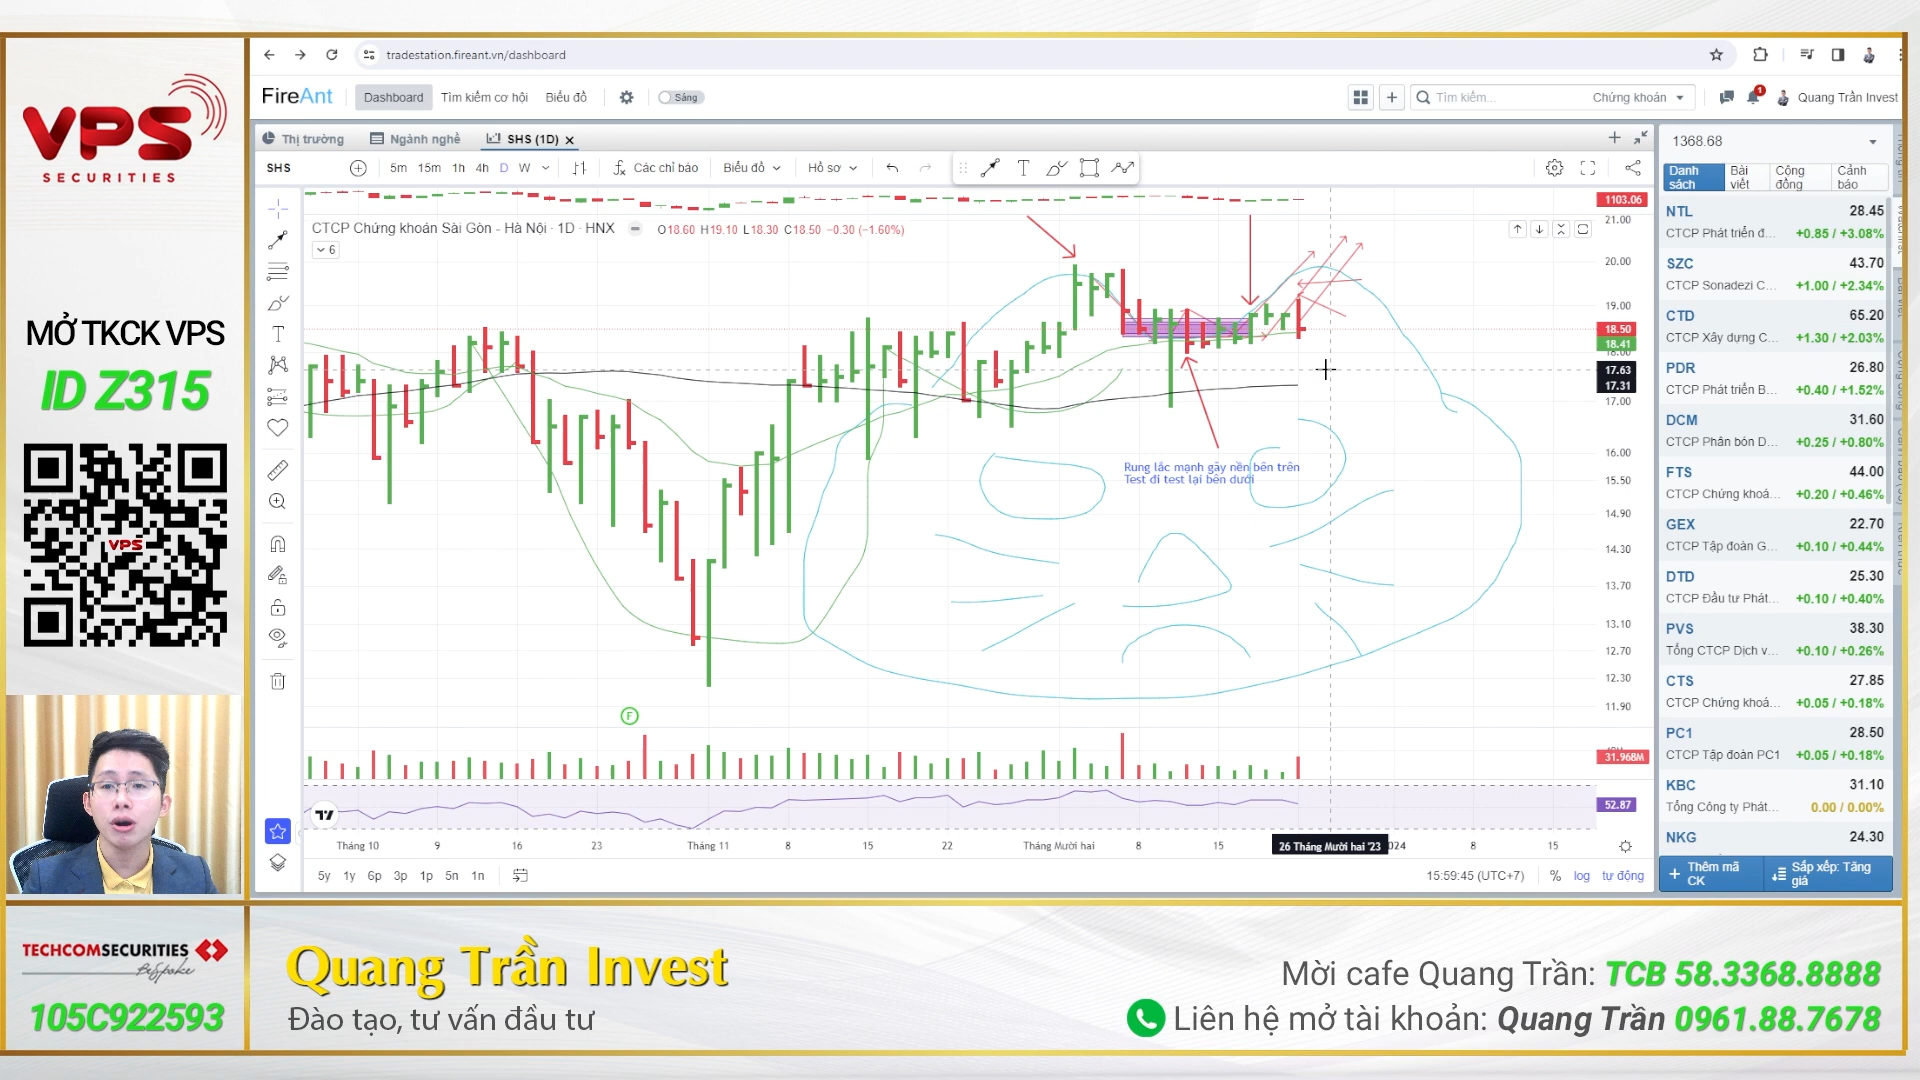 VPS
SECURITIES
MỞ TKCK VPS
ID Z315
VPS
TECHCOMSECURITIES
BeSpoke
105C922593
tradestation.fireant.vn/dashboard
FireAnt
Dashboard
Tìm kiếm cơ hội
Biểu đồ
Sáng
Tìm kiếm...
Chứng khoán
1
Quang Trần Invest
Thị trường
Ngành nghề
SHS (1D)
SHS
5m
15m
1h
4h
D
W
Các chỉ báo
Biểu đồ
Hồ sơ
CTCP Chứng khoán Sài Gòn - Hà Nội · 1D · HNX
O18.60 H19.10 L18.30 C18.50 −0.30 (−1.60%)
6
Rung lắc mạnh gãy nền bên trên
Test đi test lại bên dưới
F
1103.06
21.00
20.00
19.00
18.50
18.41
18.00
17.63
17.31
17.00
16.00
15.50
14.90
14.30
13.70
13.10
12.70
12.30
11.90
31.968M
52.87
Tháng 10
9
16
23
Tháng 11
8
15
22
Tháng Mười hai
8
15
26 Tháng Mười hai '23
024
8
15
5y
1y
6p
3p
1p
5n
1n
15:59:45 (UTC+7)
%
log
tự động
1368.68
Danh sách
Bài viết
Cộng đồng
Cảnh báo
NTL 28.45
CTCP Phát triển đ... +0.85 / +3.08%
SZC 43.70
CTCP Sonadezi C... +1.00 / +2.34%
CTD 65.20
CTCP Xây dựng C... +1.30 / +2.03%
PDR 26.80
CTCP Phát triển B... +0.40 / +1.52%
DCM 31.60
CTCP Phân bón D... +0.25 / +0.80%
FTS 44.00
CTCP Chứng khoá... +0.20 / +0.46%
GEX 22.70
CTCP Tập đoàn G... +0.10 / +0.44%
DTD 25.30
CTCP Đầu tư Phát... +0.10 / +0.40%
PVS 38.30
Tổng CTCP Dịch v... +0.10 / +0.26%
CTS 27.85
CTCP Chứng khoá... +0.05 / +0.18%
PC1 28.50
CTCP Tập đoàn PC1 +0.05 / +0.18%
KBC 31.10
Tổng Công ty Phát... 0.00 / 0.00%
NKG 24.30
Thêm mã CK
Sắp xếp: Tăng giá
Quang Trần Invest
Đào tạo, tư vấn đầu tư
Mời cafe Quang Trần: TCB 58.3368.8888
Liên hệ mở tài khoản: Quang Trần 0961.88.7678